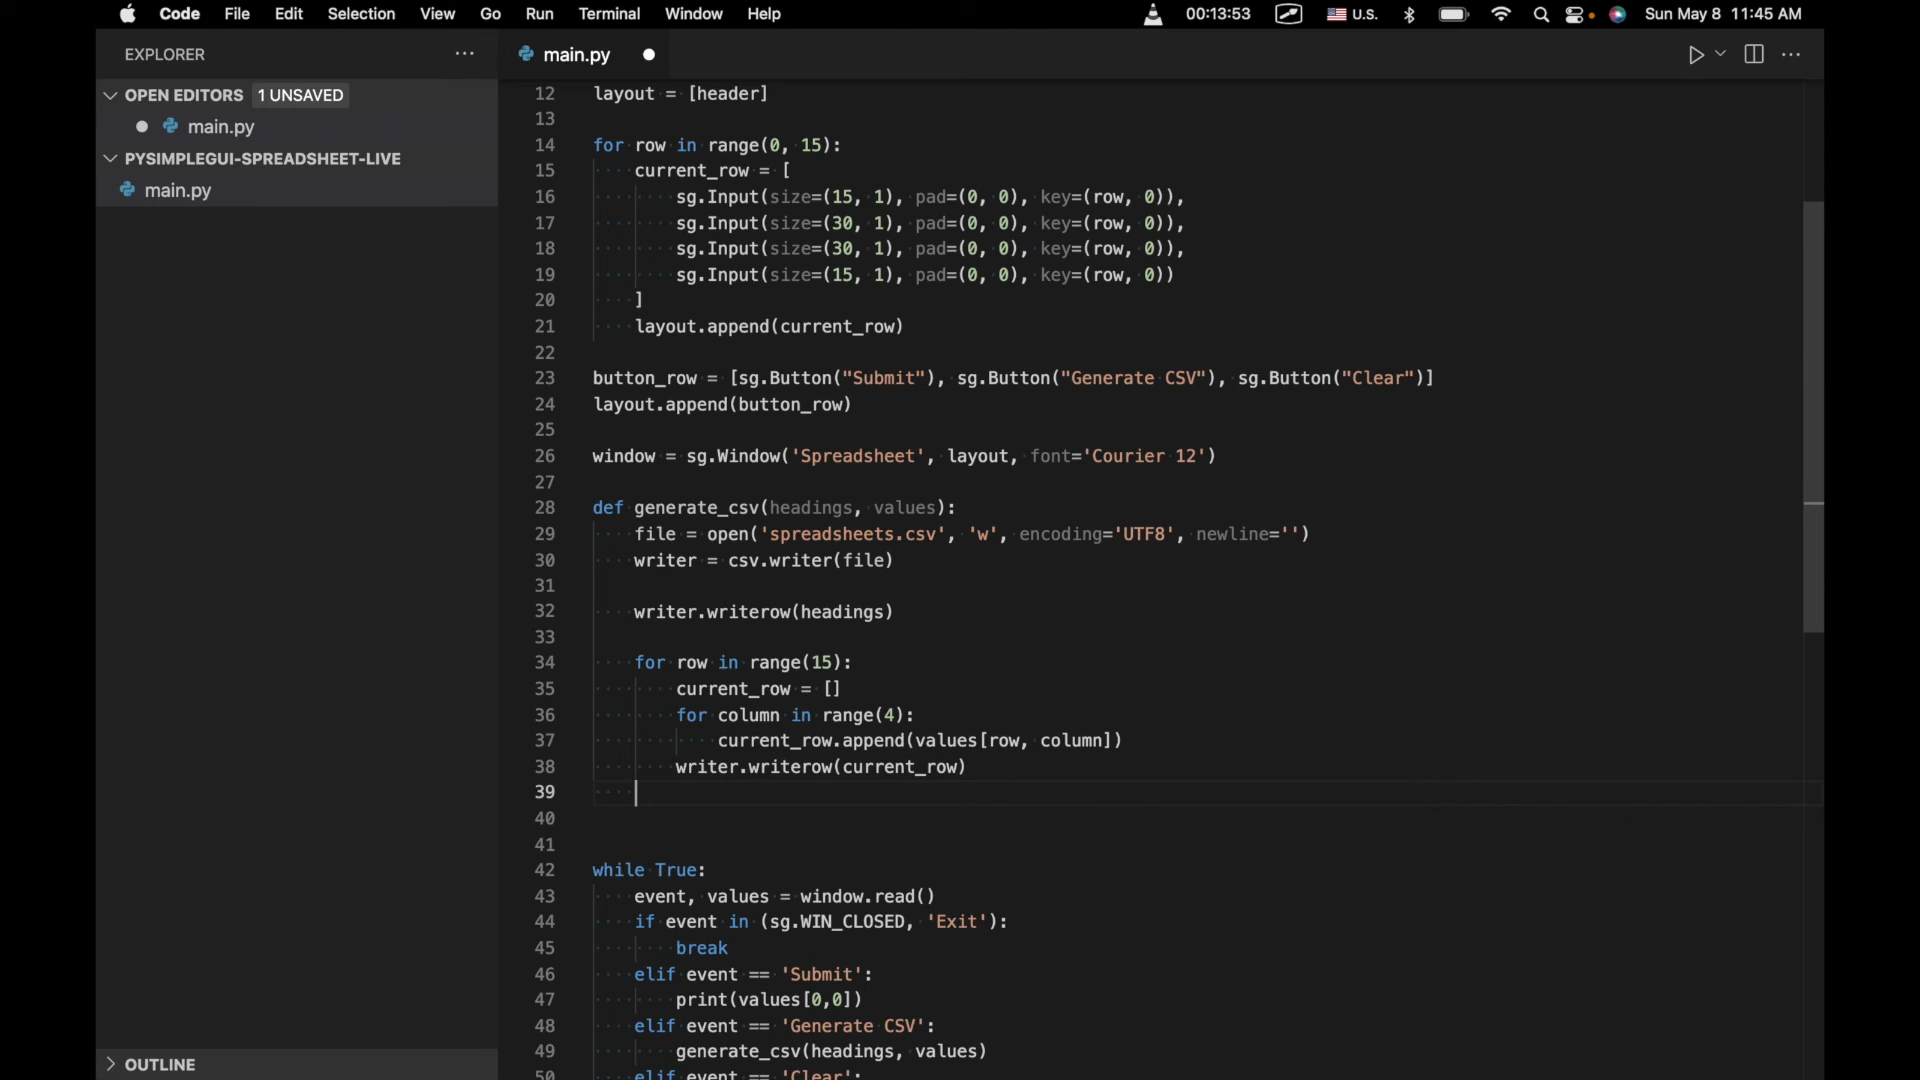 Code File Edit Selection View Go Run Terminal Window Help 00:13:53 U.S. Sun May 8 11:45 AM
EXPLORER ··· main.py
OPEN EDITORS 1 UNSAVED
main.py
PYSIMPLEGUI-SPREADSHEET-LIVE
main.py
12 layout = [header]
13
14 for row in range(0, 15):
15     current_row = [
16         sg.Input(size=(15, 1), pad=(0, 0), key=(row, 0)),
17         sg.Input(size=(30, 1), pad=(0, 0), key=(row, 0)),
18         sg.Input(size=(30, 1), pad=(0, 0), key=(row, 0)),
19         sg.Input(size=(15, 1), pad=(0, 0), key=(row, 0))
20     ]
21     layout.append(current_row)
22
23 button_row = [sg.Button("Submit"), sg.Button("Generate CSV"), sg.Button("Clear")]
24 layout.append(button_row)
25
26 window = sg.Window('Spreadsheet', layout, font='Courier 12')
27
28 def generate_csv(headings, values):
29     file = open('spreadsheets.csv', 'w', encoding='UTF8', newline='')
30     writer = csv.writer(file)
31
32     writer.writerow(headings)
33
34     for row in range(15):
35         current_row = []
36         for column in range(4):
37             current_row.append(values[row, column])
38         writer.writerow(current_row)
39
40
41
42 while True:
43     event, values = window.read()
44     if event in (sg.WIN_CLOSED, 'Exit'):
45         break
46     elif event == 'Submit':
47         print(values[0,0])
48     elif event == 'Generate CSV':
49         generate_csv(headings, values)
50     elif event == 'Clear':
OUTLINE